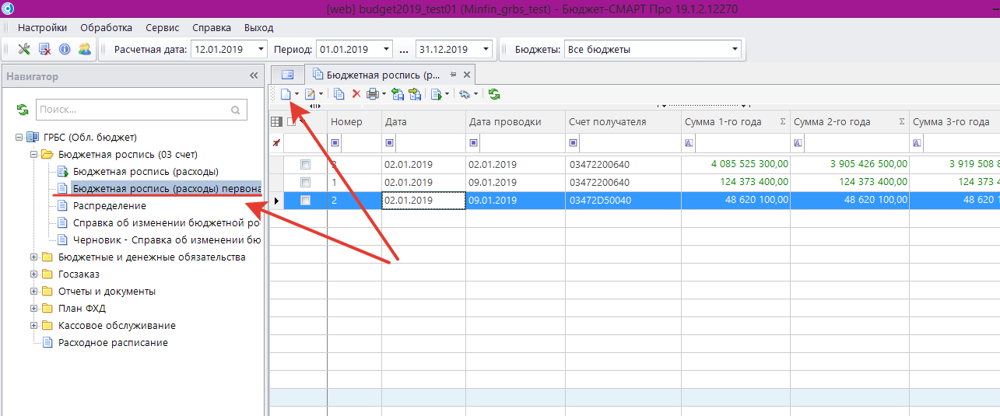 [web] budget2019_test01 (Minfin_grbs_test) - Бюджет-СМАРТ Про 19.1.2.12270
Настройки Обработка Сервис Справка Выход
Расчетная дата: 12.01.2019 Период: 01.01.2019 ... 31.12.2019 Бюджеты: Все бюджеты
Навигатор
Поиск...
ГРБС (Обл. бюджет)
Бюджетная роспись (03 счет)
Бюджетная роспись (расходы)
Бюджетная роспись (расходы) первона
Распределение
Справка об изменении бюджетной ро
Черновик - Справка об изменении бю
Бюджетные и денежные обязательства
Госзаказ
Отчеты и документы
План ФХД
Кассовое обслуживание
Расходное расписание
Бюджетная роспись (р...
Номер Дата Дата проводки Счет получателя Сумма 1-го года Σ Сумма 2-го года Σ Сумма 3-го года
3 02.01.2019 02.01.2019 03472200640 4 085 525 300,00 3 905 426 500,00 3 919 508 8
1 02.01.2019 09.01.2019 03472200640 124 373 400,00 124 373 400,00 124 373 4
2 02.01.2019 09.01.2019 03472D50040 48 620 100,00 48 620 100,00 48 620 1